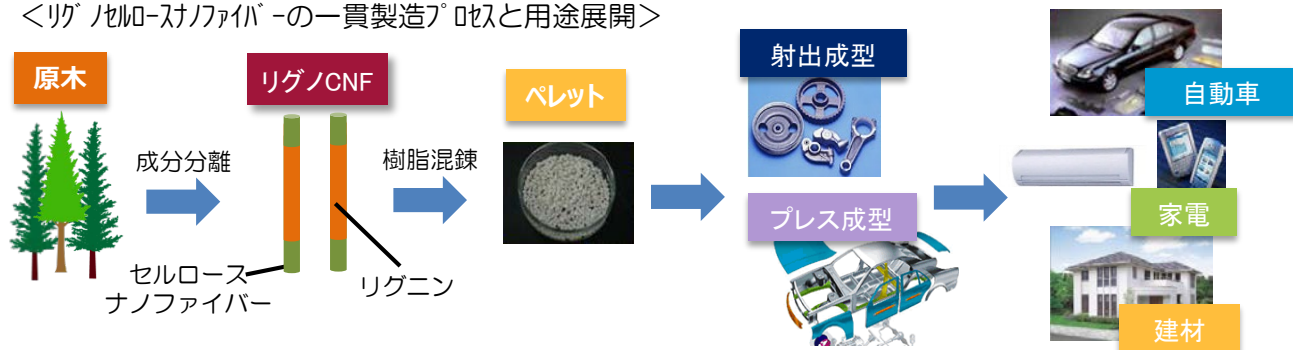 ＜ﾘｸﾞﾉｾﾙﾛｰｽﾅﾉﾌｧｲﾊﾞｰの一貫製造ﾌﾟﾛｾｽと用途展開＞
原木
成分分離
リグノCNF
セルロース
ナノファイバー
リグニン
樹脂混錬
ペレット
射出成型
プレス成型
自動車
家電
建材